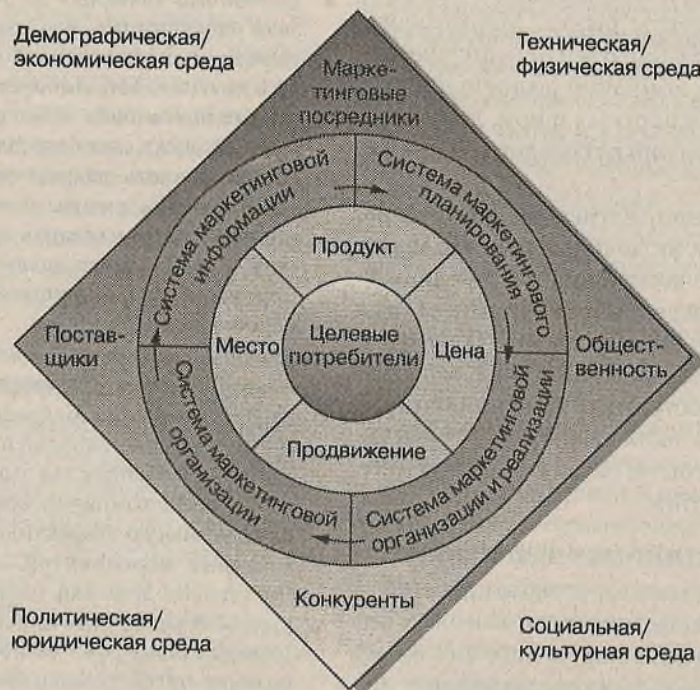 Демографическая/
экономическая среда
Техническая/
физическая среда
Марке-
тинговые
посредники
Система маркетинговой
информации
Система маркетингового
планирования
Продукт
Постав-
щики
Место
Целевые
потребители
Цена
Общест-
венность
Продвижение
Система маркетинговой
организации
Система маркетинговой
организации и реализации
Конкуренты
Политическая/
юридическая среда
Социальная/
культурная среда